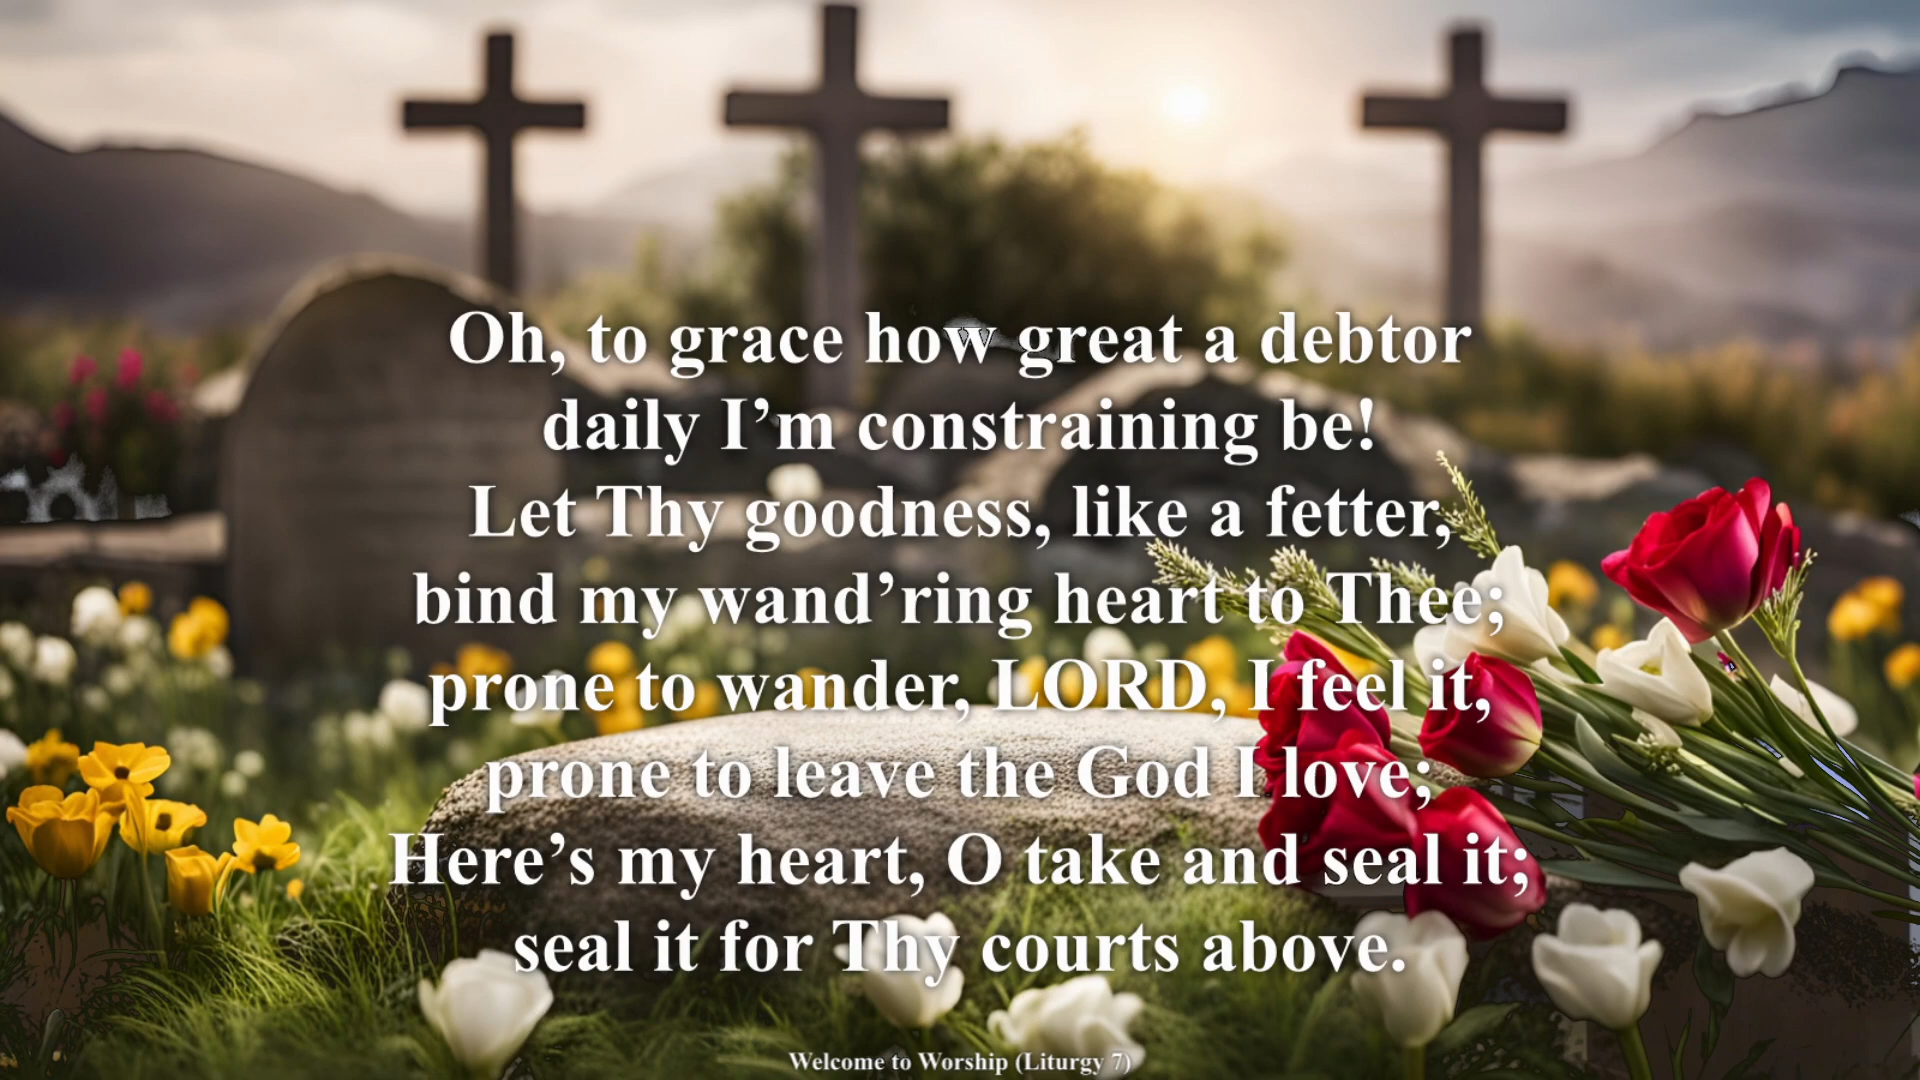 Oh, to grace how great a debtor
daily I’m constraining be!
Let Thy goodness, like a fetter,
bind my wand’ring heart to Thee;
prone to wander, LORD, I feel it,
prone to leave the God I love;
Here’s my heart, O take and seal it;
seal it for Thy courts above.
Welcome to Worship (Liturgy 7)